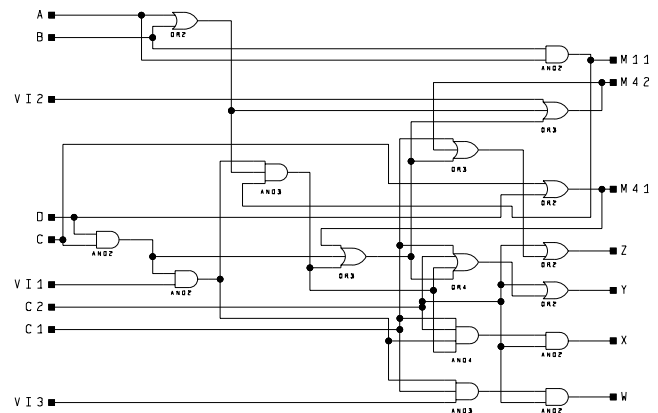 A
OR2
B
AND2
M11
M42
VI2
OR3
OR3
AND3
OR2
M41
D
C
AND2
OR3
Z
OR2
VI1
AND2
OR4
Y
C2
OR2
C1
X
AND4
AND2
W
VI3
AND3
AND2